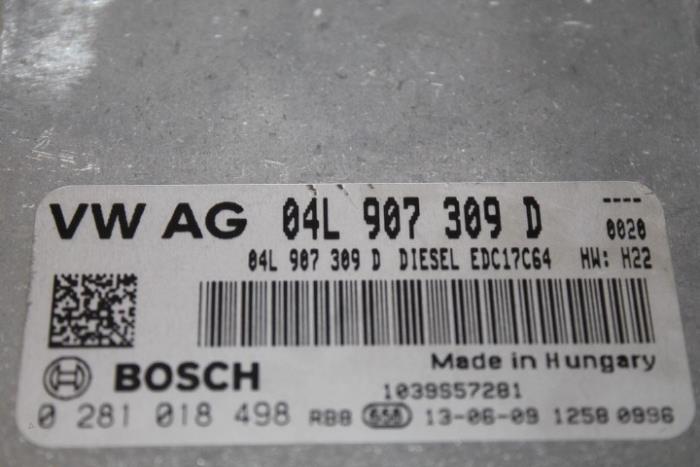 VW AG 04L 907 309 D ----
0020
04L 907 309 D DIESEL EDC17C64 HW: H22
Made in Hungary
BOSCH 1039S57281
0 281 018 498 RBB 658 13-06-09 1258 0996